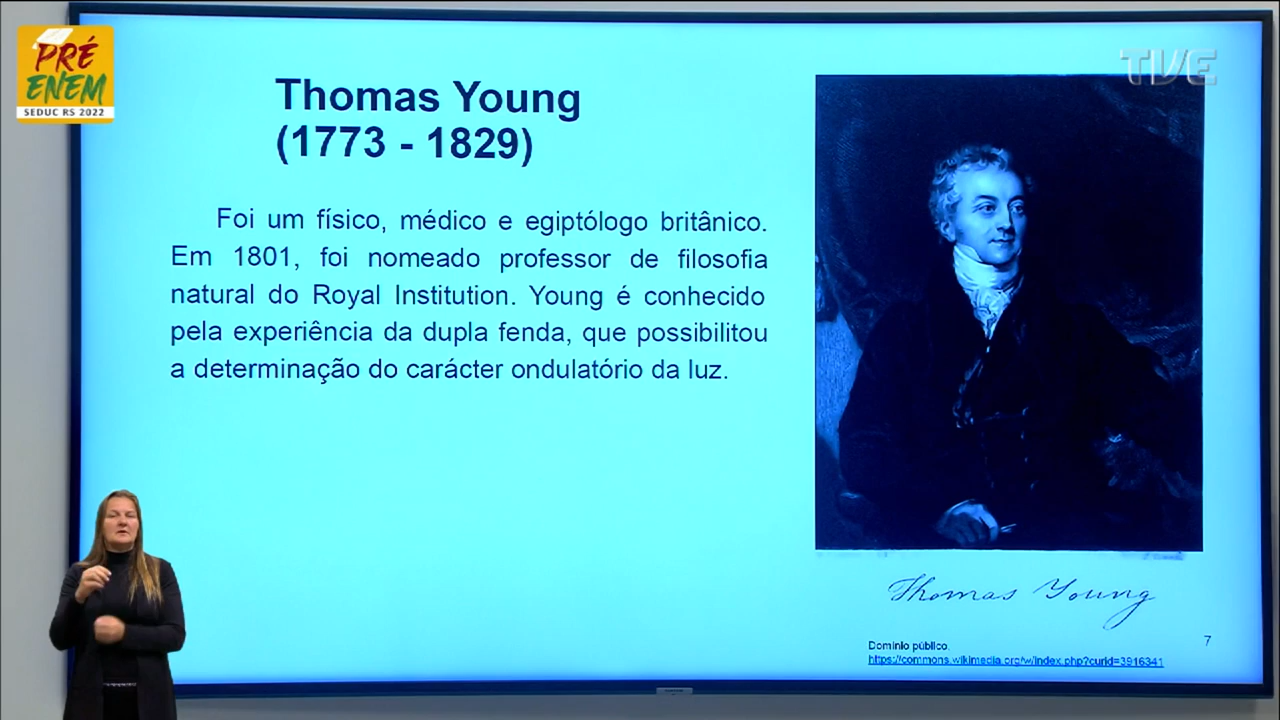 PRÉ
ENEM
SEDUC RS 2022
TVE
Thomas Young
(1773 - 1829)
Foi um físico, médico e egiptólogo britânico.
Em 1801, foi nomeado professor de filosofia
natural do Royal Institution. Young é conhecido
pela experiência da dupla fenda, que possibilitou
a determinação do carácter ondulatório da luz.
Thomas Young
Domínio público,
https://commons.wikimedia.org/w/index.php?curid=3916341
7